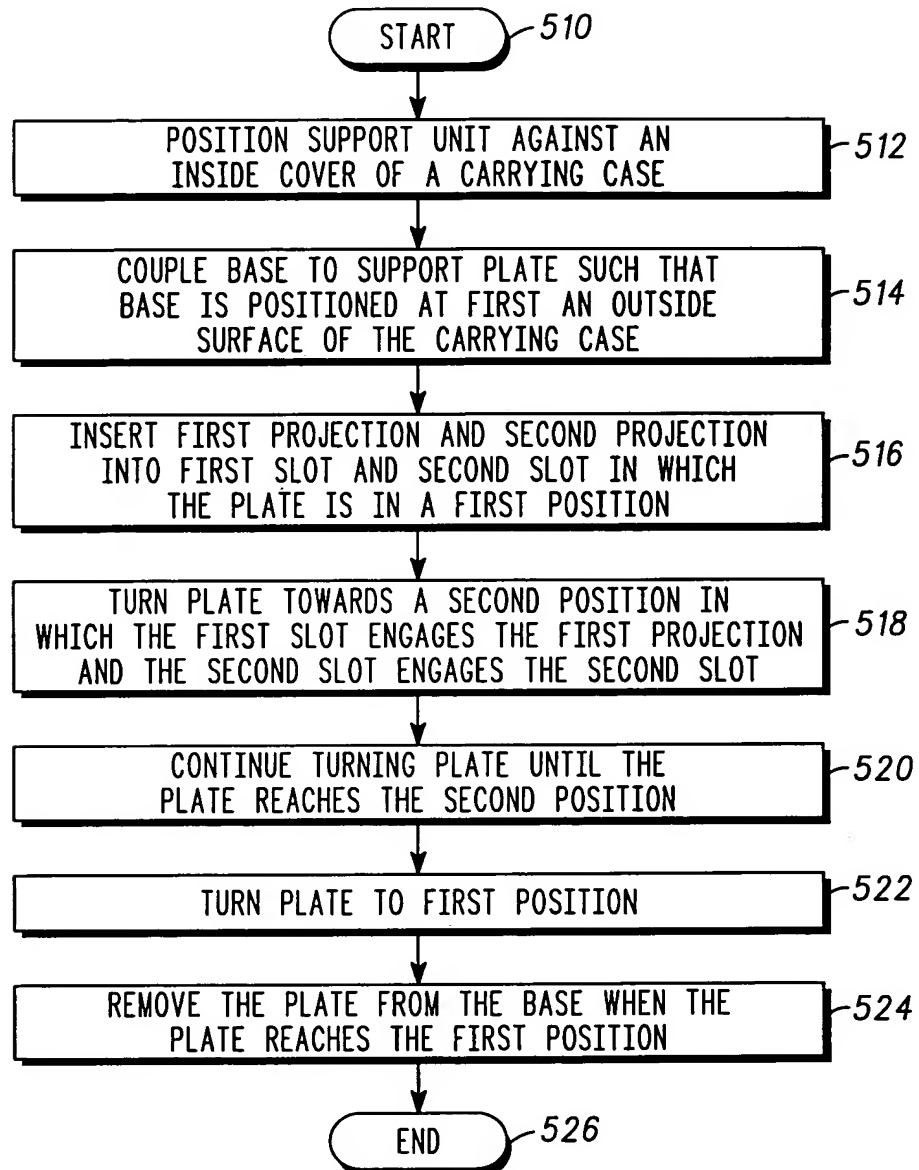 START
510
POSITION SUPPORT UNIT AGAINST AN
INSIDE COVER OF A CARRYING CASE
512
COUPLE BASE TO SUPPORT PLATE SUCH THAT
BASE IS POSITIONED AT FIRST AN OUTSIDE
SURFACE OF THE CARRYING CASE
514
INSERT FIRST PROJECTION AND SECOND PROJECTION
INTO FIRST SLOT AND SECOND SLOT IN WHICH
THE PLATE IS IN A FIRST POSITION
516
TURN PLATE TOWARDS A SECOND POSITION IN
WHICH THE FIRST SLOT ENGAGES THE FIRST PROJECTION
AND THE SECOND SLOT ENGAGES THE SECOND SLOT
518
CONTINUE TURNING PLATE UNTIL THE
PLATE REACHES THE SECOND POSITION
520
TURN PLATE TO FIRST POSITION
522
REMOVE THE PLATE FROM THE BASE WHEN THE
PLATE REACHES THE FIRST POSITION
524
END
526